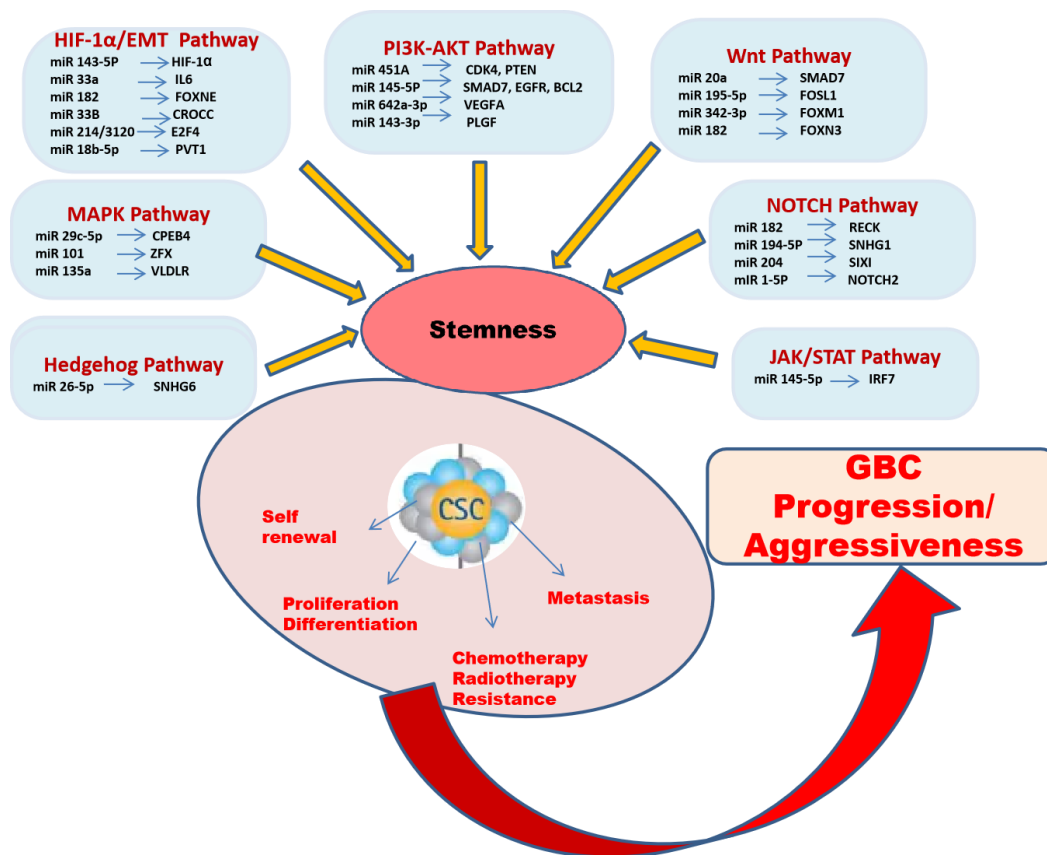 HIF-1α/EMT Pathway
miR 143-5P HIF-1α
miR 33a IL6
miR 182 FOXNE
miR 33B CROCC
miR 214/3120 E2F4
miR 18b-5p PVT1
PI3K-AKT Pathway
miR 451A CDK4, PTEN
miR 145-5P SMAD7, EGFR, BCL2
miR 642a-3p VEGFA
miR 143-3p PLGF
Wnt Pathway
miR 20a SMAD7
miR 195-5p FOSL1
miR 342-3p FOXM1
miR 182 FOXN3
MAPK Pathway
miR 29c-5p CPEB4
miR 101 ZFX
miR 135a VLDLR
NOTCH Pathway
miR 182 RECK
miR 194-5P SNHG1
miR 204 SIXI
mIR 1-5P NOTCH2
Hedgehog Pathway
miR 26-5p SNHG6
Stemness
JAK/STAT Pathway
miR 145-5p IRF7
CSC
Self
renewal
Proliferation
Differentiation
Metastasis
Chemotherapy
Radiotherapy
Resistance
GBC
Progression/
Aggressiveness